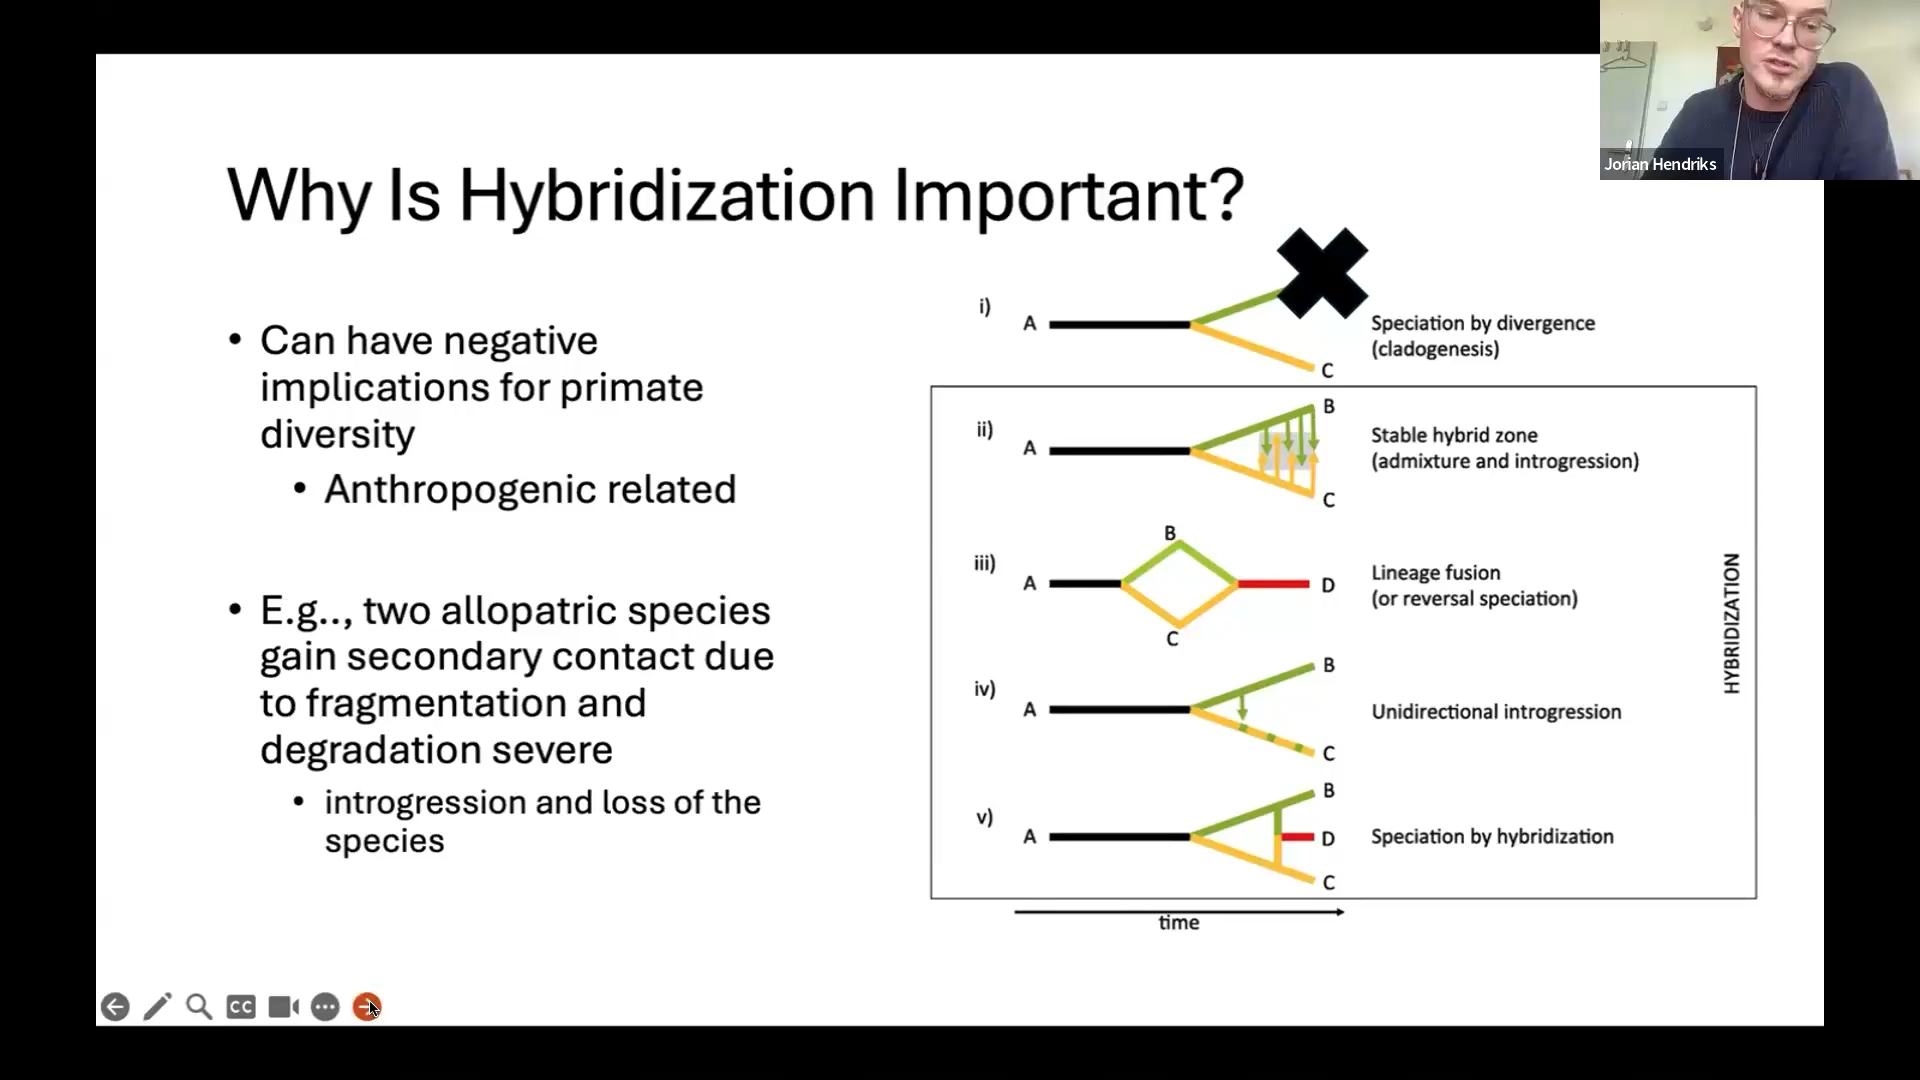 Jorian Hendriks
Why Is Hybridization Important?
• Can have negative
implications for primate
diversity
• Anthropogenic related
• E.g.., two allopatric species
gain secondary contact due
to fragmentation and
degradation severe
• introgression and loss of the
species
i)
A
C
Speciation by divergence
(cladogenesis)
ii)
A
B
C
Stable hybrid zone
(admixture and introgression)
iii)
A
B
C
D
Lineage fusion
(or reversal speciation)
iv)
A
B
C
Unidirectional introgression
v)
A
B
D
C
Speciation by hybridization
HYBRIDIZATION
time
CC